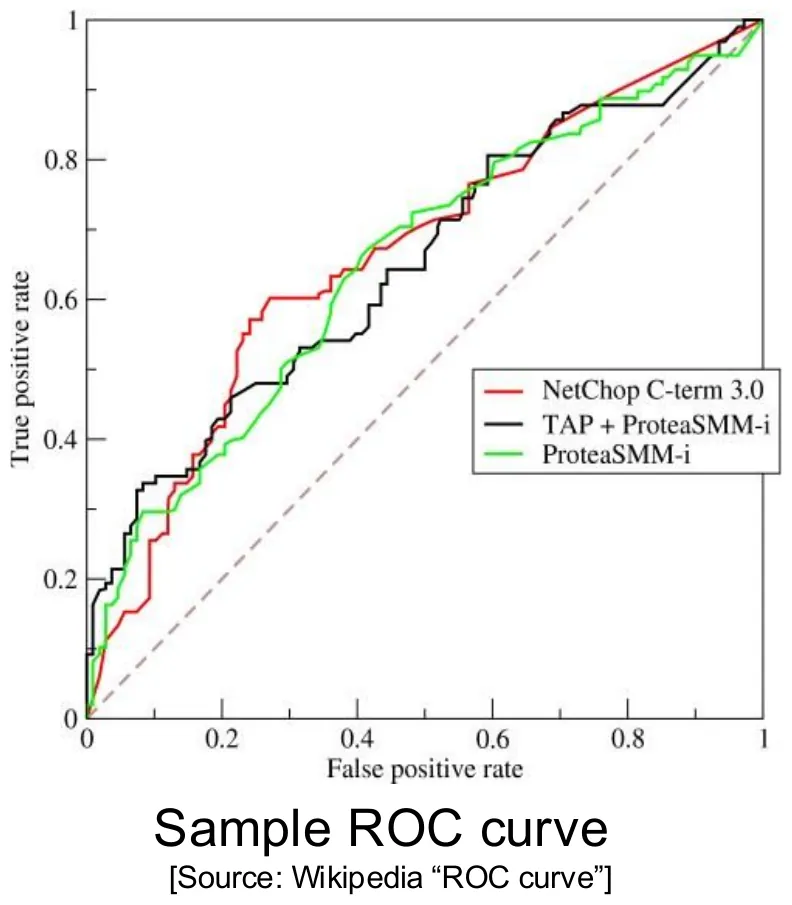 1
0.8
0.6
0.4
0.2
0
True positive rate
NetChop C-term 3.0
TAP + ProteaSMM-i
ProteaSMM-i
0 0.2 0.4 0.6 0.8 1
False positive rate
Sample ROC curve
[Source: Wikipedia “ROC curve”]